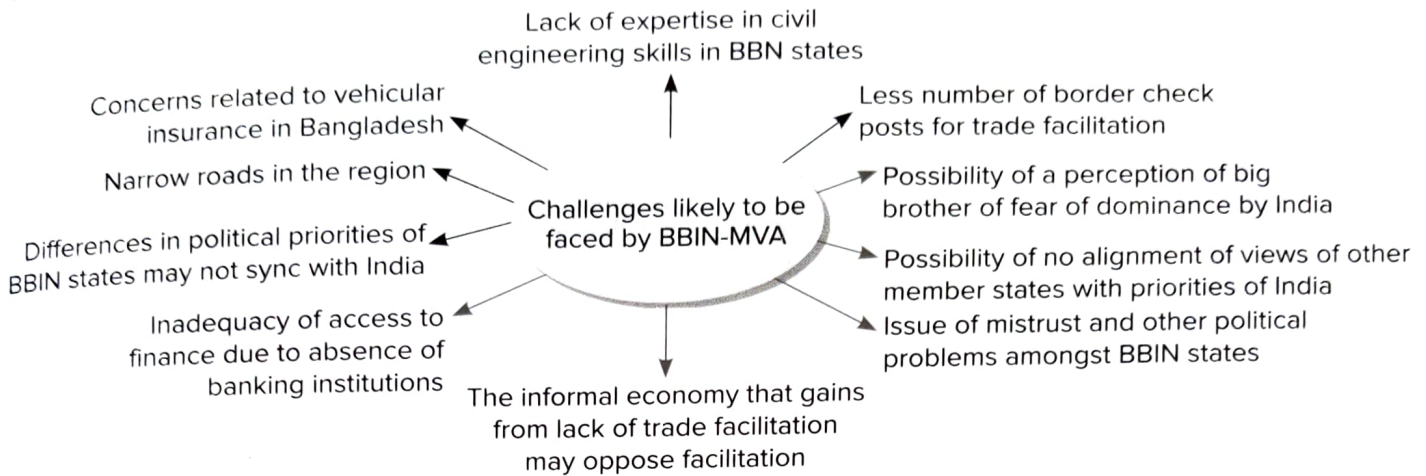 Lack of expertise in civil
engineering skills in BBN states
Concerns related to vehicular
insurance in Bangladesh
Less number of border check
posts for trade facilitation
Narrow roads in the region
Possibility of a perception of big
brother of fear of dominance by India
Challenges likely to be
faced by BBIN-MVA
Differences in political priorities of
BBIN states may not sync with India
Possibility of no alignment of views of other
member states with priorities of India
Inadequacy of access to
finance due to absence of
banking institutions
Issue of mistrust and other political
problems amongst BBIN states
The informal economy that gains
from lack of trade facilitation
may oppose facilitation